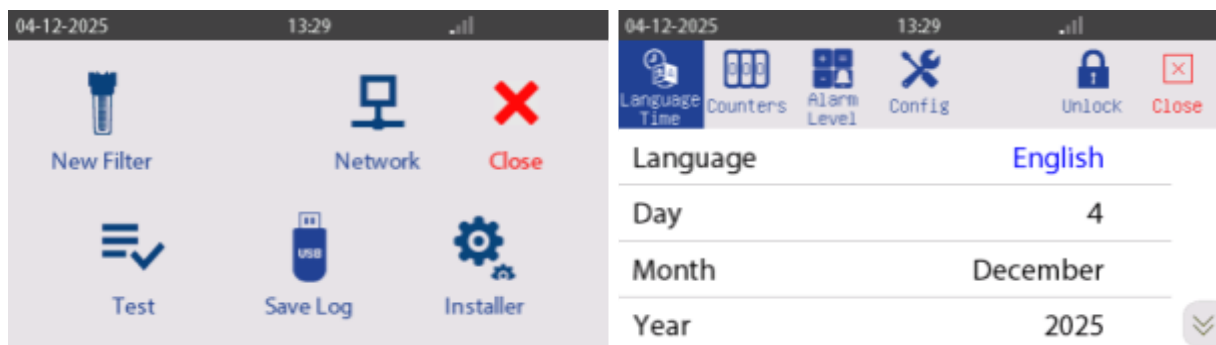 04-12-2025 13:29
New Filter Network Close
USB
Test Save Log Installer
04-12-2025 13:29
000
Language Time Counters Alarm Level Config Unlock Close
Language English
Day 4
Month December
Year 2025